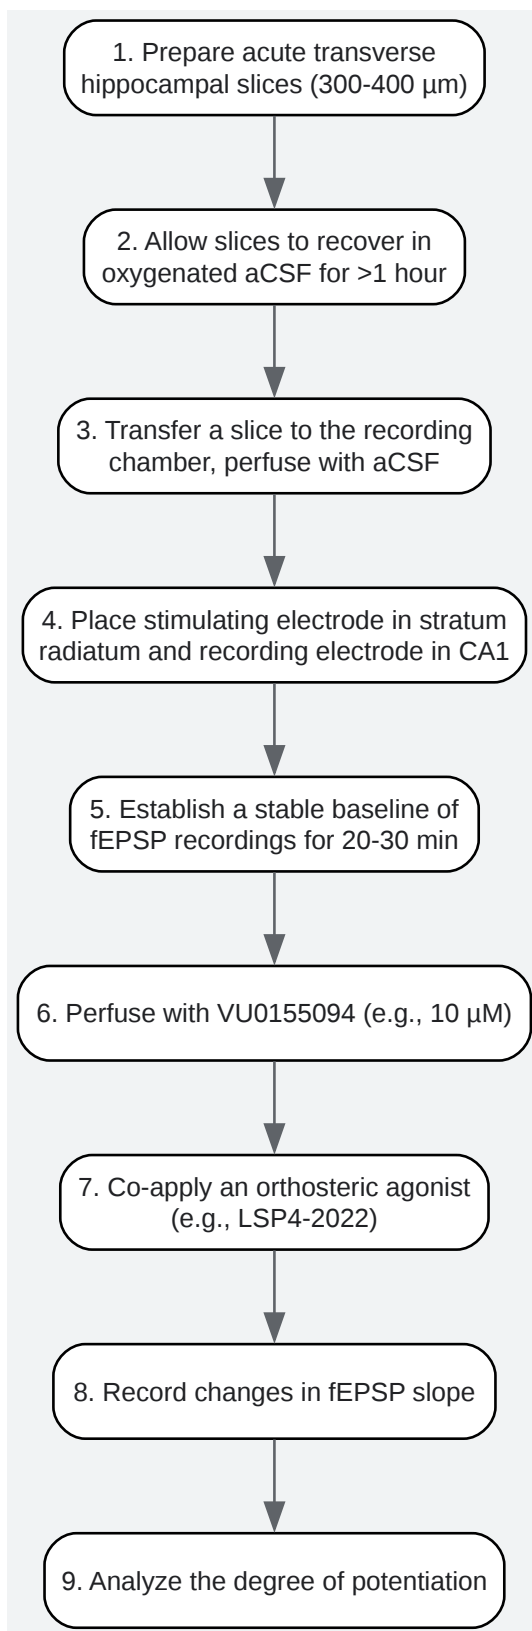 1. Prepare acute transverse
hippocampal slices (300-400 µm)
2. Allow slices to recover in
oxygenated aCSF for >1 hour
3. Transfer a slice to the recording
chamber, perfuse with aCSF
4. Place stimulating electrode in stratum
radiatum and recording electrode in CA1
5. Establish a stable baseline of
fEPSP recordings for 20-30 min
6. Perfuse with VU0155094 (e.g., 10 µM)
7. Co-apply an orthosteric agonist
(e.g., LSP4-2022)
8. Record changes in fEPSP slope
9. Analyze the degree of potentiation